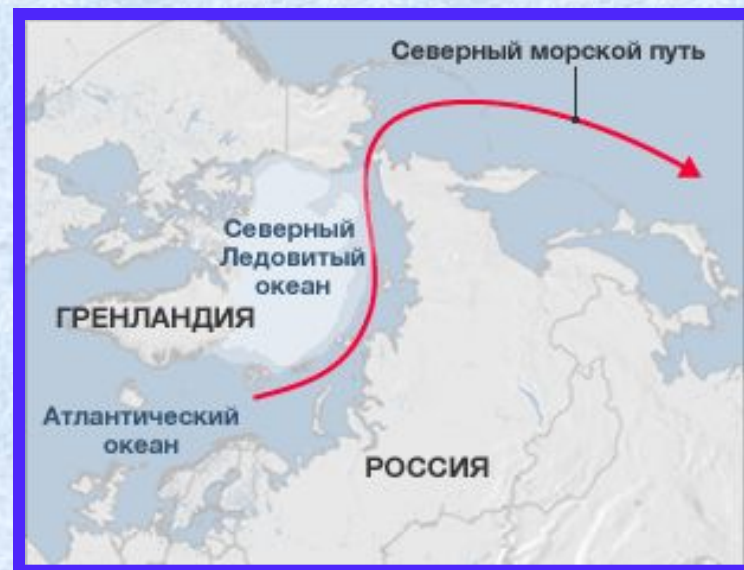 Северный морской путь
Северный
Ледовитый
океан
ГРЕНЛАНДИЯ
Атлантический
океан
РОССИЯ